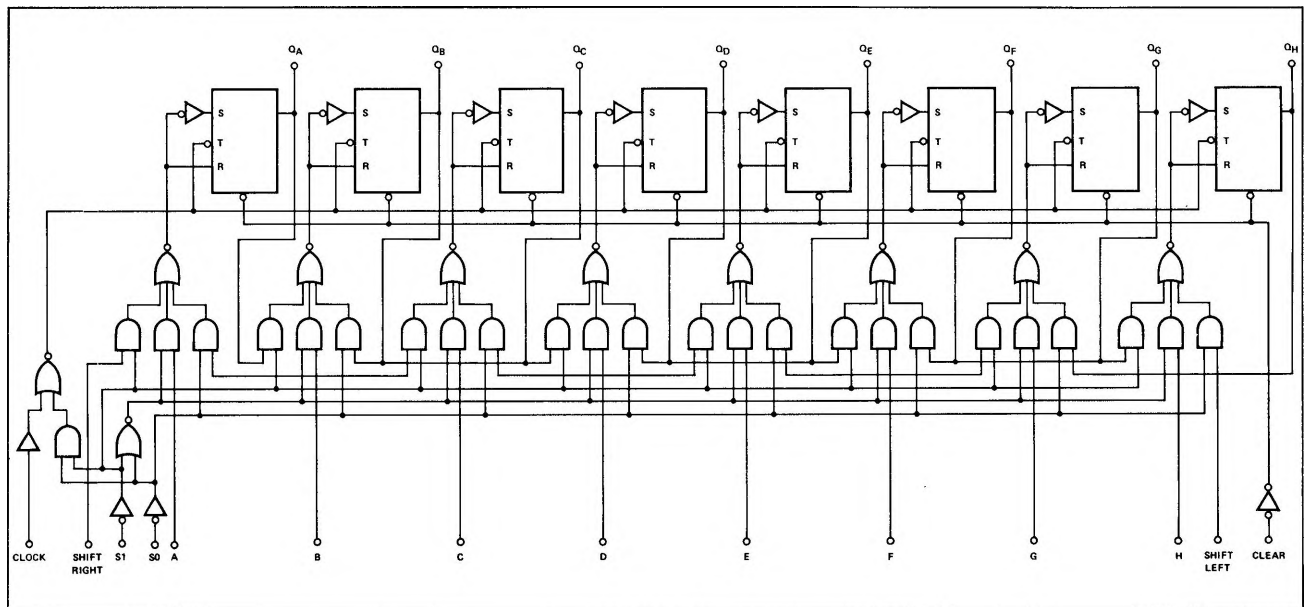 QA QB QC QD QE QF QG QH
S S S S S S S S
T T T T T T T T
R R R R R R R R
CLOCK SHIFT RIGHT S1 S0 A B C D E F G H SHIFT LEFT CLEAR